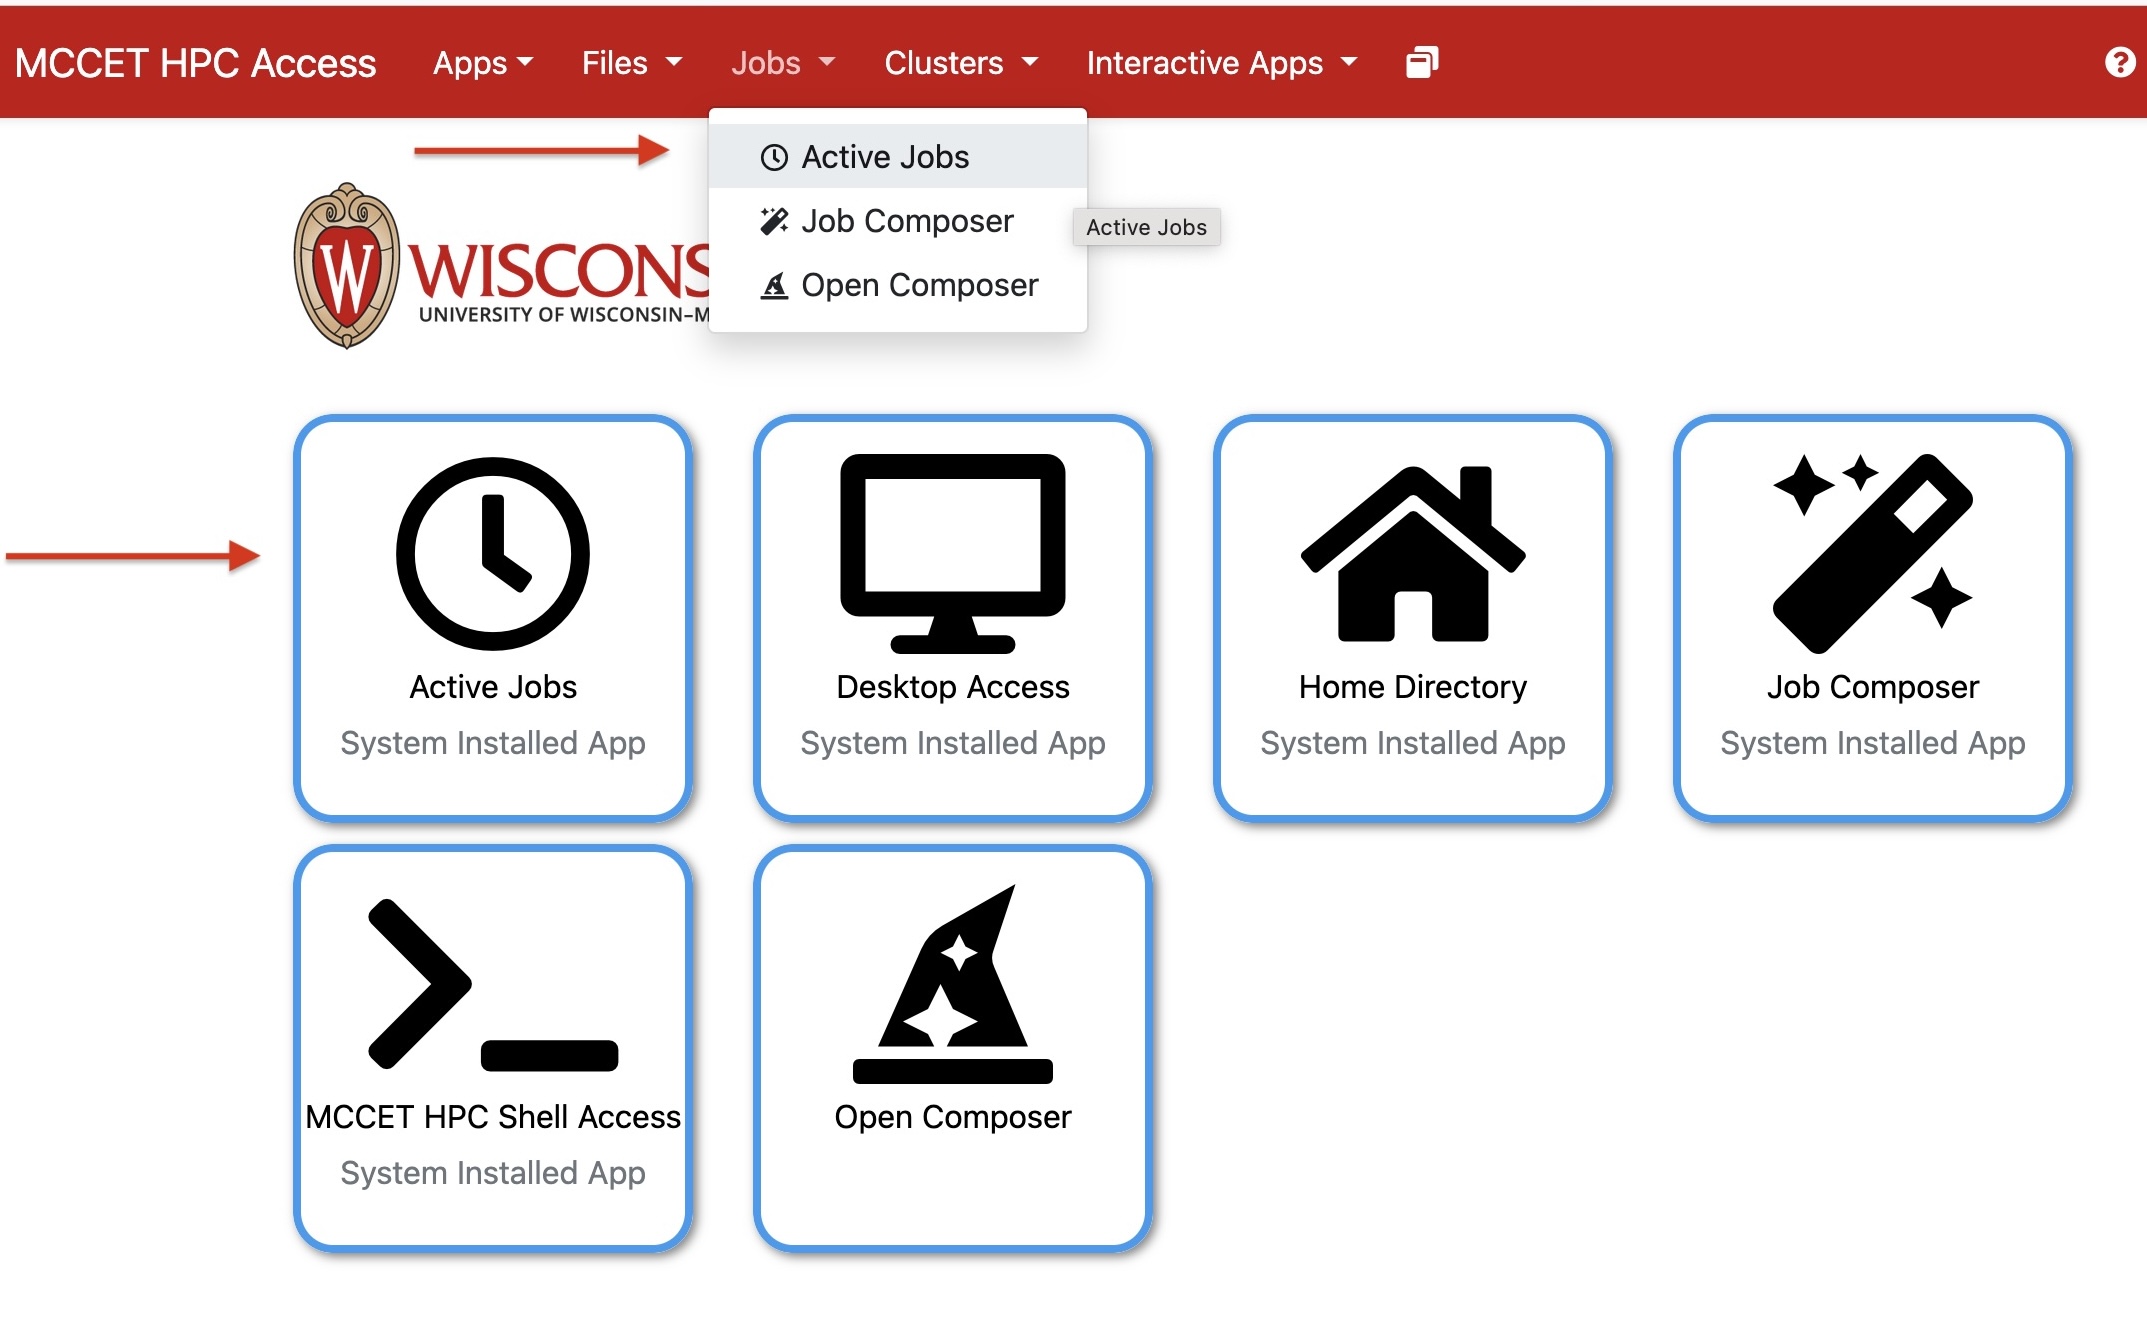 MCCET HPC Access Apps Files Jobs Clusters Interactive Apps ?
Active Jobs
Job Composer
Active Jobs
Open Composer
W WISCONS
UNIVERSITY OF WISCONSIN–M
Active Jobs
System Installed App
Desktop Access
System Installed App
Home Directory
System Installed App
Job Composer
System Installed App
MCCET HPC Shell Access
System Installed App
Open Composer